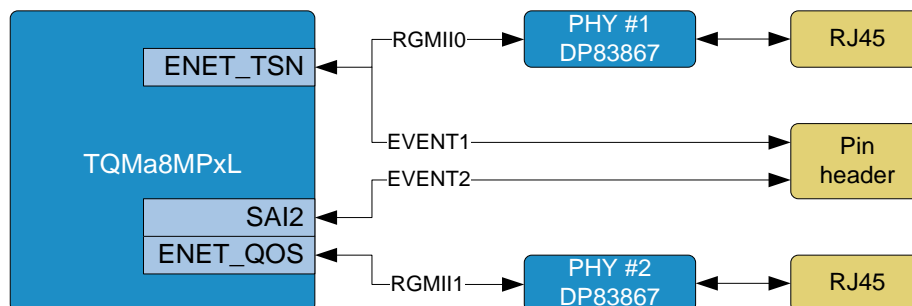 PHY #1
DP83867
RJ45
RGMII0
ENET_TSN
EVENT1
Pin
header
TQMa8MPxL
EVENT2
SAI2
ENET_QOS
RGMII1
PHY #2
DP83867
RJ45